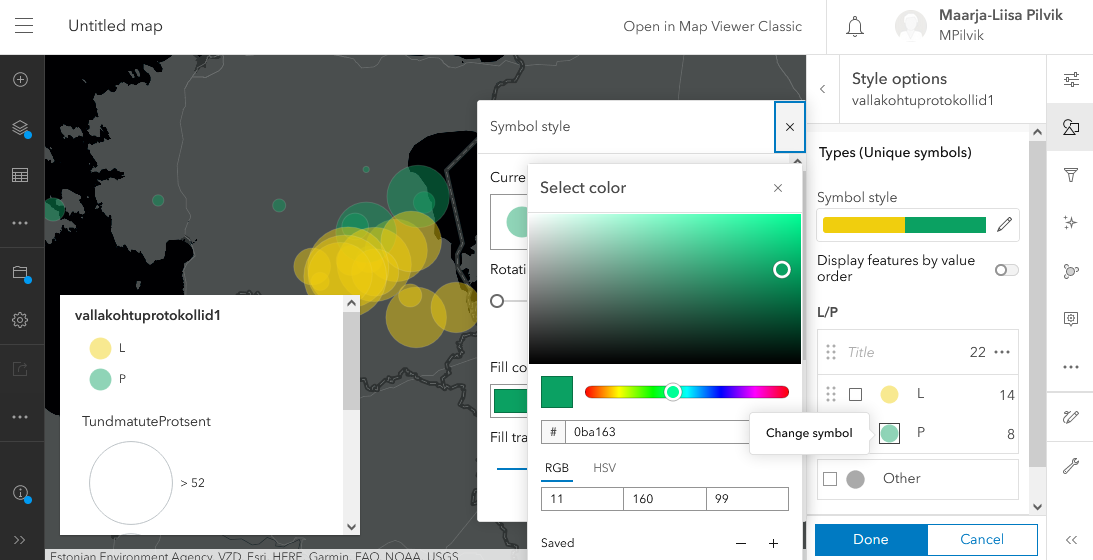 Untitled map
Open in Map Viewer Classic
Maarja-Liisa Pilvik
MPilvik
Style options
vallakohtuprotokollid1
Types (Unique symbols)
Symbol style
Display features by value
order
L/P
Title 22
L 14
P 8
Other
Done Cancel
Change symbol
Symbol style
Curre
Rotati
Fill co
Fill tra
Select color
# 0ba163
RGB HSV
11 160 99
Saved
vallakohtuprotokollid1
L
P
TundmatuteProtsent
> 52
Estonian Environment Agency, VZD, Esri, HERE, Garmin, FAO, NOAA, USGS